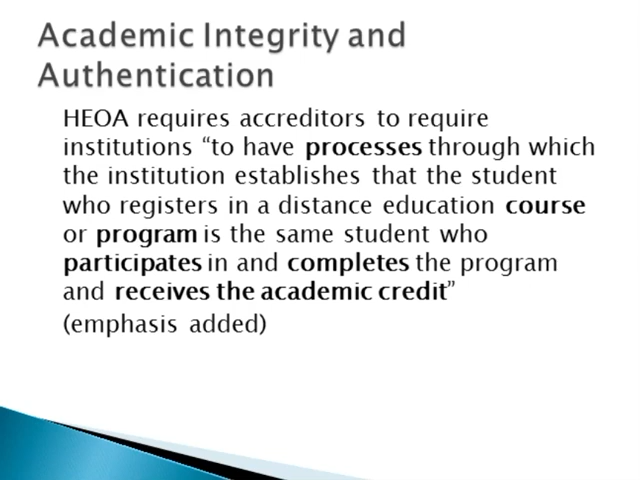 Academic Integrity and
Authentication
HEOA requires accreditors to require
institutions “to have processes through which
the institution establishes that the student
who registers in a distance education course
or program is the same student who
participates in and completes the program
and receives the academic credit”
(emphasis added)